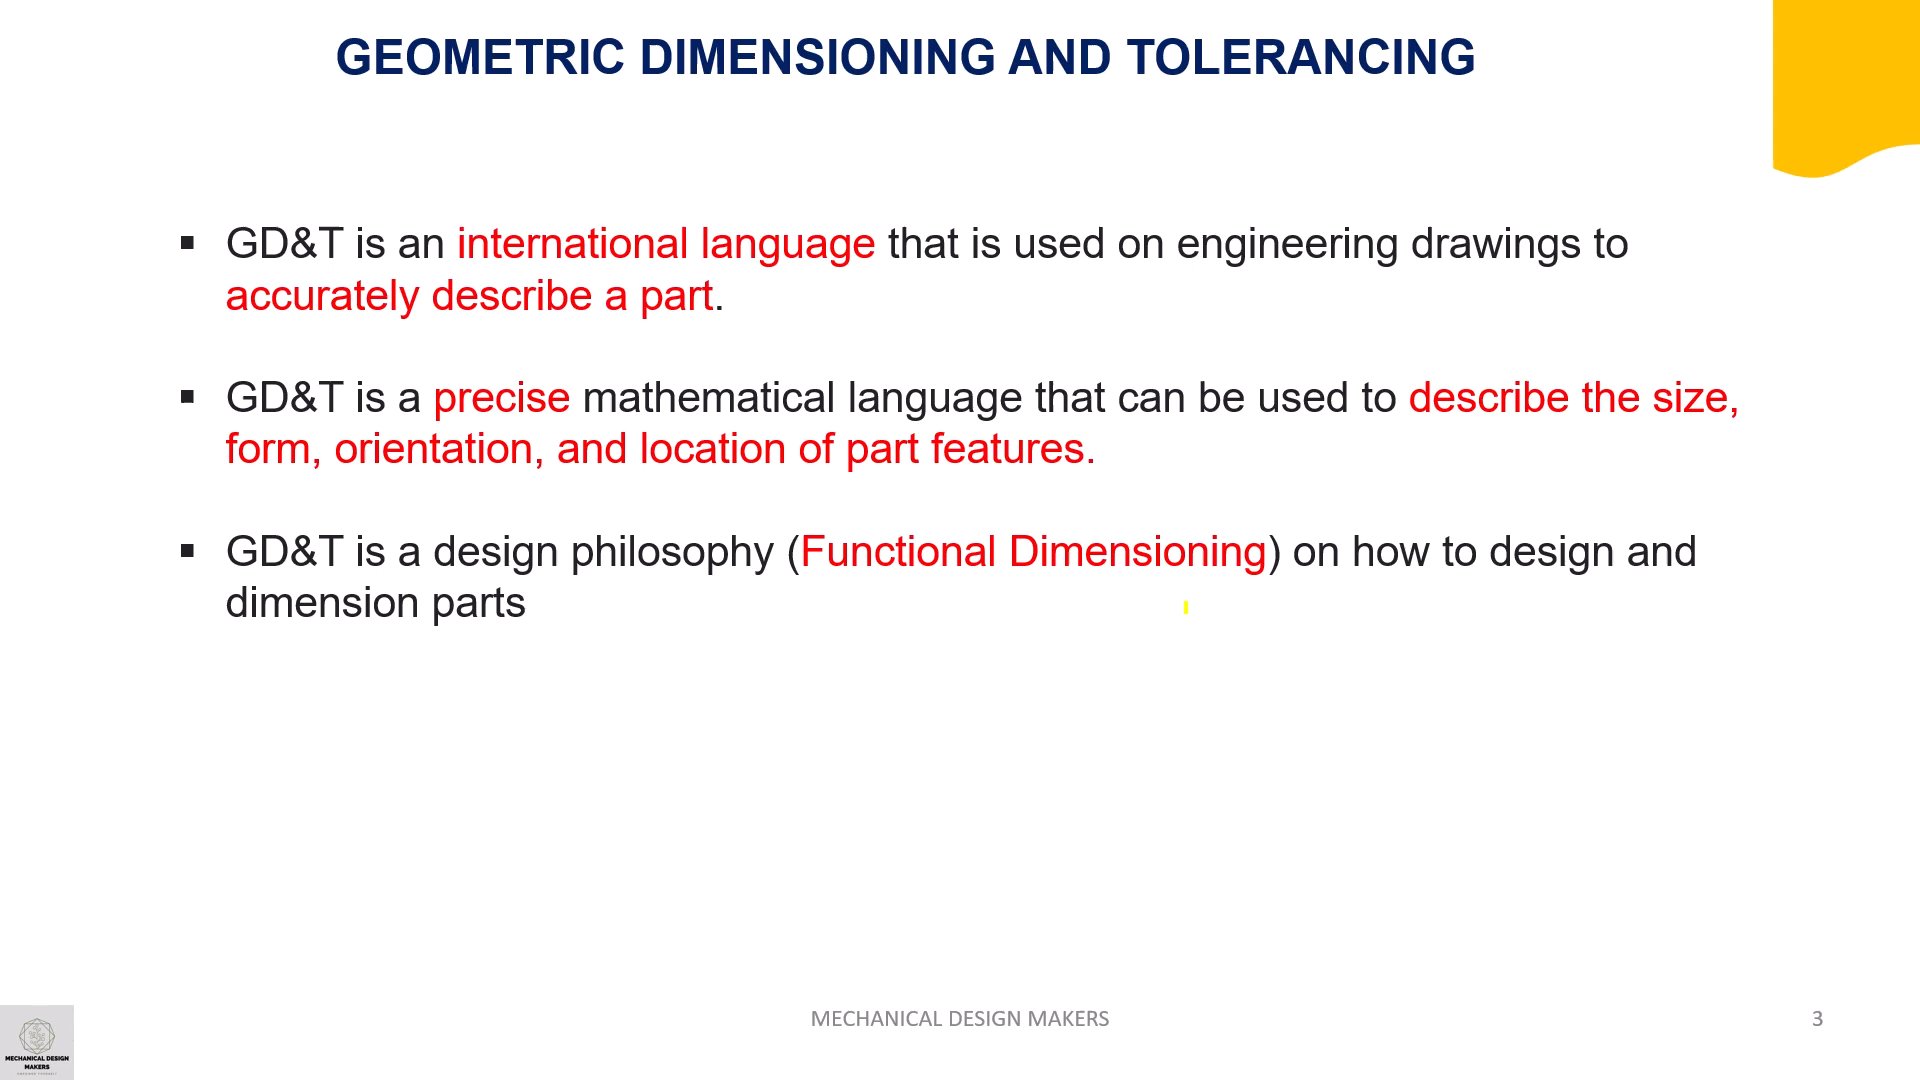 GEOMETRIC DIMENSIONING AND TOLERANCING
▪ GD&T is an international language that is used on engineering drawings to
accurately describe a part.
▪ GD&T is a precise mathematical language that can be used to describe the size,
form, orientation, and location of part features.
▪ GD&T is a design philosophy (Functional Dimensioning) on how to design and
dimension parts
MECHANICAL DESIGN MAKERS
3
MECHANICAL DESIGN
MAKERS